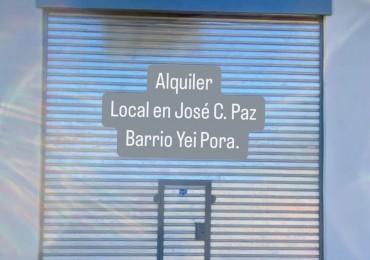 Alquiler
Local en José C. Paz
Barrio Yei Pora.